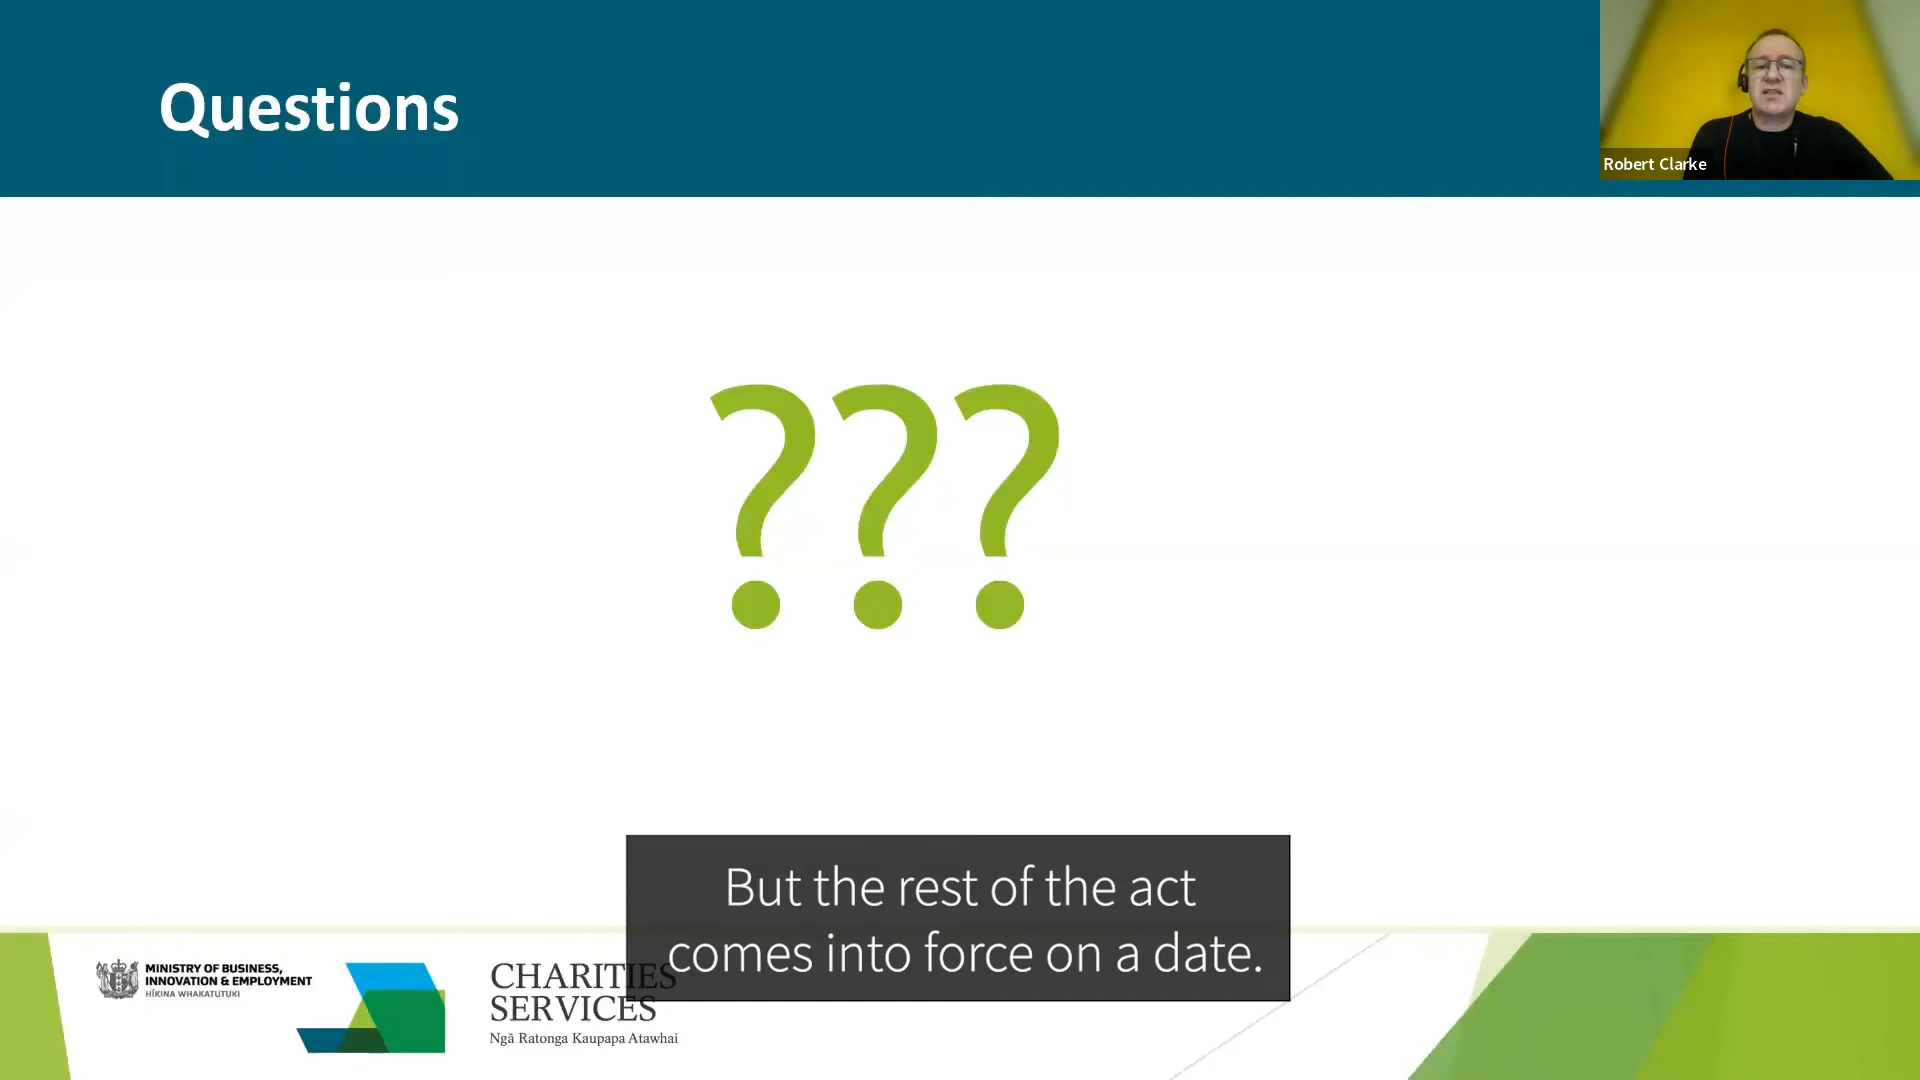 Questions
Robert Clarke
???
But the rest of the act
comes into force on a date.
MINISTRY OF BUSINESS,
INNOVATION & EMPLOYMENT
HĪKINA WHAKATUTUKI
CHARITIES
SERVICES
Ngā Ratonga Kaupapa Atawhai